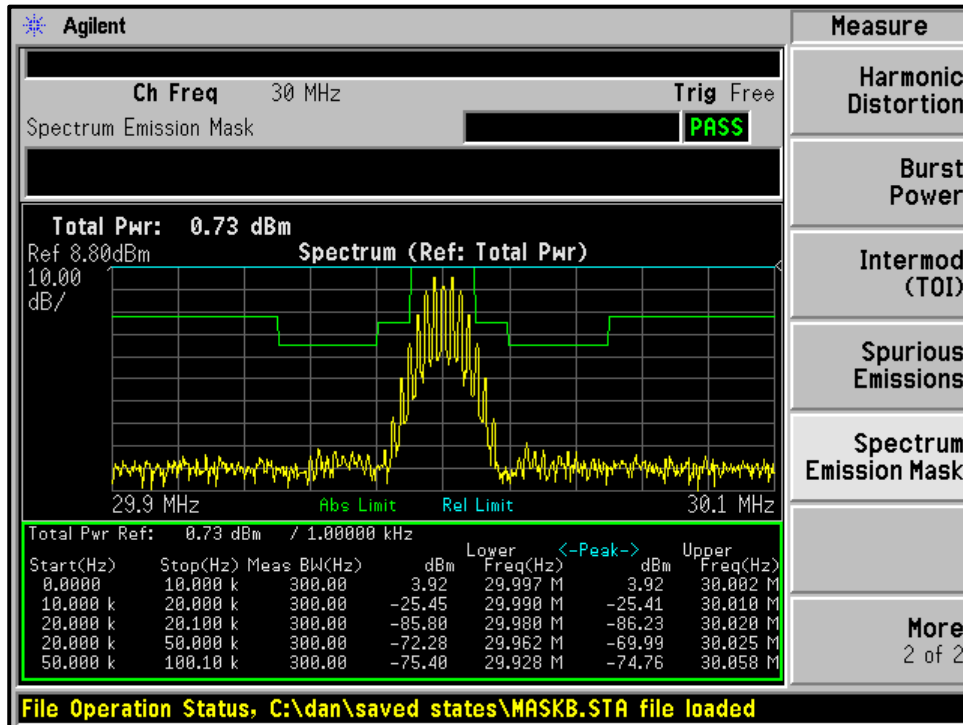 Agilent
Measure
Ch Freq 30 MHz Trig Free
Spectrum Emission Mask PASS
Total Pwr: 0.73 dBm
Ref 8.80dBm Spectrum (Ref: Total Pwr)
10.00
dB/
29.9 MHz Abs Limit Rel Limit 30.1 MHz
Total Pwr Ref: 0.73 dBm / 1.00000 kHz
Lower <-Peak-> Upper
Start(Hz) Stop(Hz) Meas BW(Hz) dBm Freq(Hz) dBm Freq(Hz)
0.0000 10.000 k 300.00 3.92 29.997 M 3.92 30.002 M
10.000 k 20.000 k 300.00 -25.45 29.990 M -25.41 30.010 M
20.000 k 20.100 k 300.00 -85.80 29.980 M -86.23 30.020 M
20.000 k 50.000 k 300.00 -72.28 29.962 M -69.99 30.025 M
50.000 k 100.10 k 300.00 -75.40 29.928 M -74.76 30.058 M
File Operation Status, C:\dan\saved states\MASKB.STA file loaded
Harmonic
Distortion
Burst
Power
Intermod
(TOI)
Spurious
Emissions
Spectrum
Emission Mask
More
2 of 2